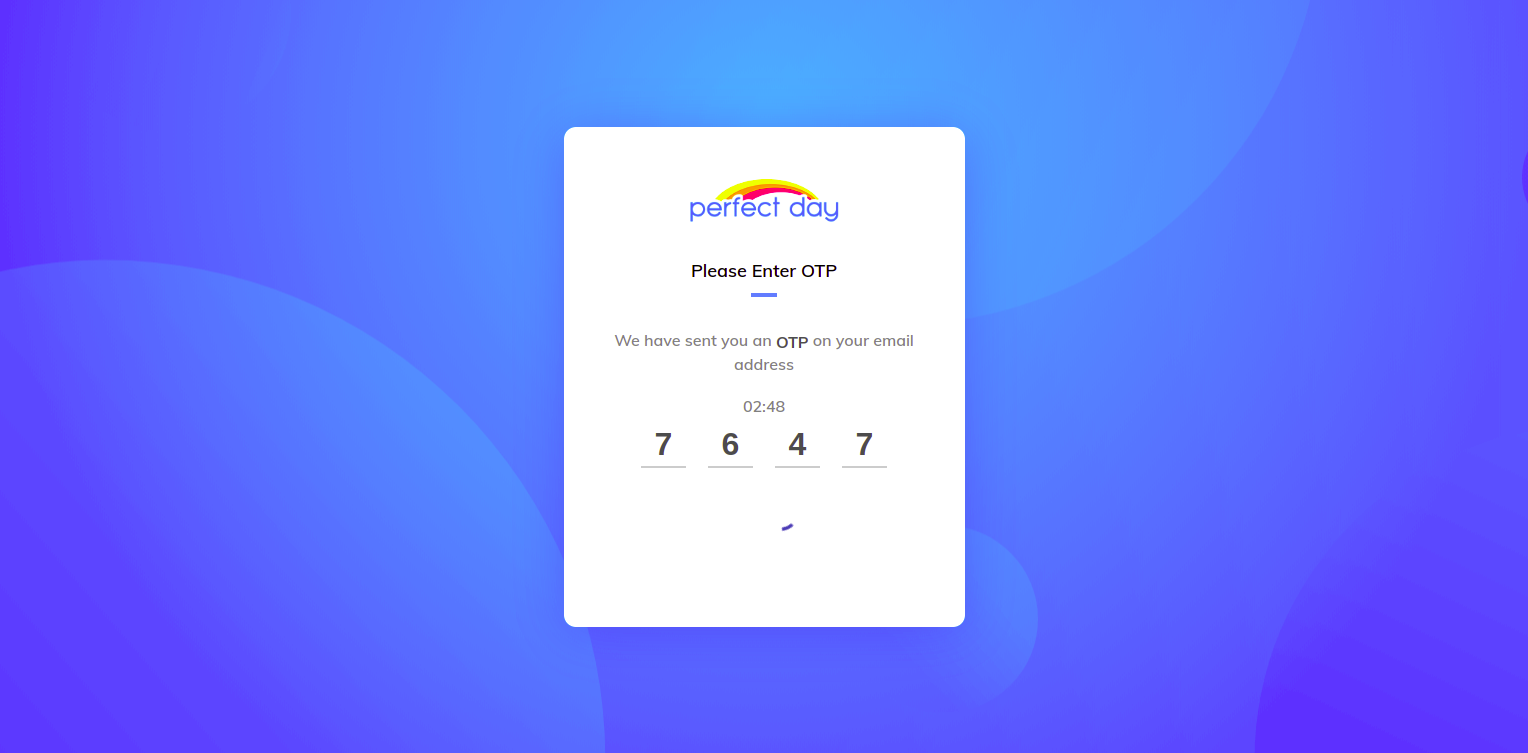 perfect day
Please Enter OTP
We have sent you an OTP on your email
address
02:48
7 6 4 7